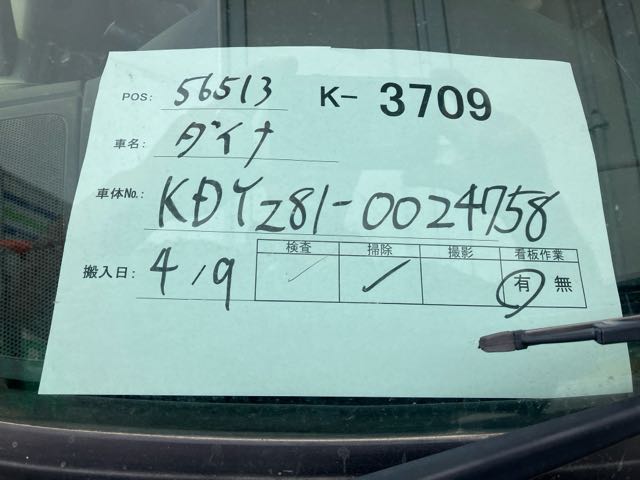 POS: 56513 K-3709
車名: ダイナ
車体No.: KDYZ81-0024758
搬入日: 4/9
検査 掃除 撮影 看板作業
✓ ✓ 有 無